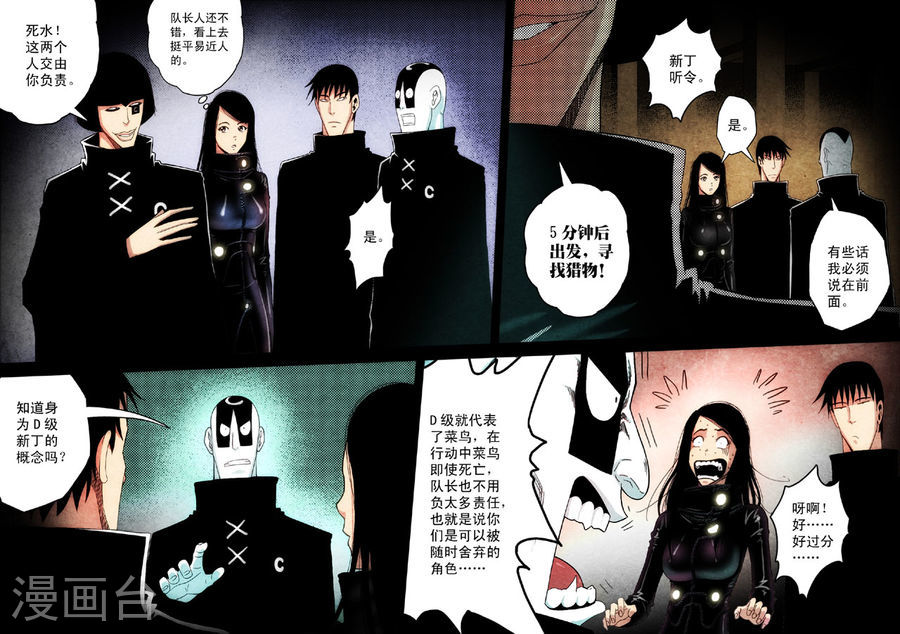 死水！
这两个
人交由
你负责。
队长人还不
错，看上去
挺平易近人
的。
C
C
是。
新丁
听令。
是。
5分钟后
出发，寻
找猎物！
有些话
我必须
说在前
面。
知道身
为D级
新丁的
概念吗？
C
D级就代表
了菜鸟，在
行动中菜鸟
即使死亡，
队长也不用
负太多责任，
也就是说你
们是可以被
随时舍弃的
角色……
呀啊！
好……
好过分
……
漫画台